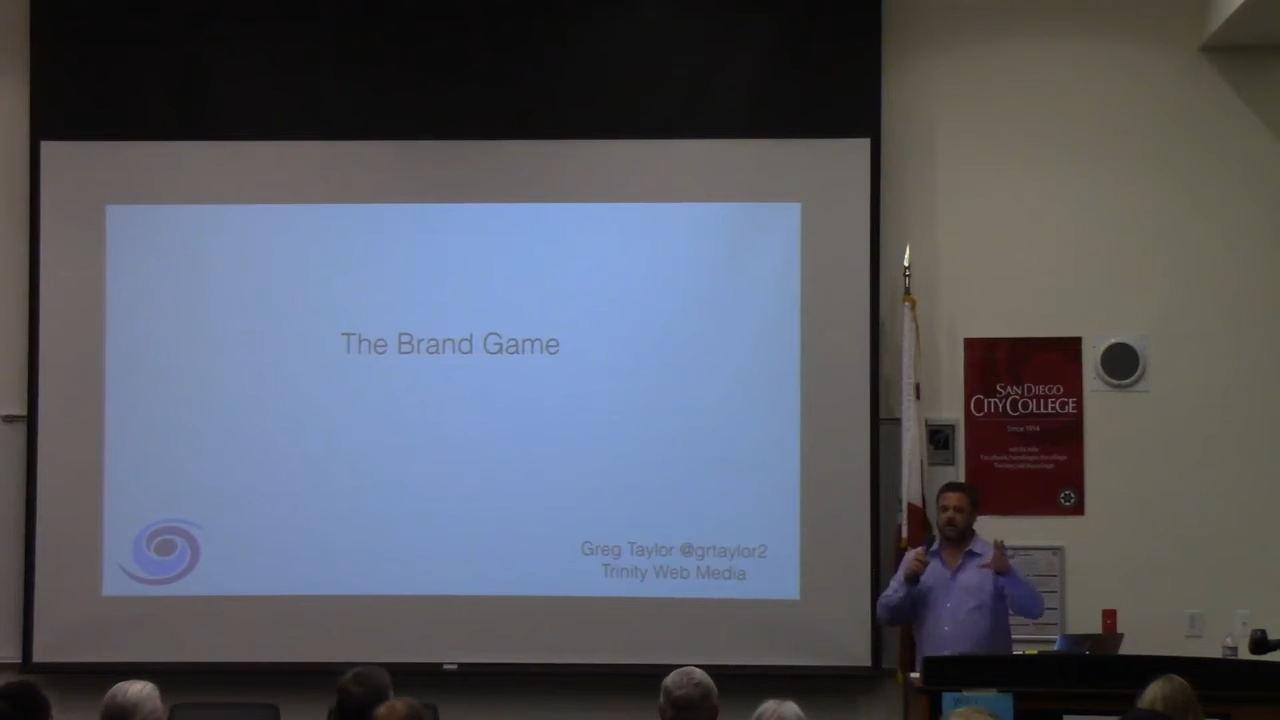 The Brand Game
Greg Taylor @grtaylor2
Trinity Web Media
SAN DIEGO
CITY COLLEGE
Since 1914